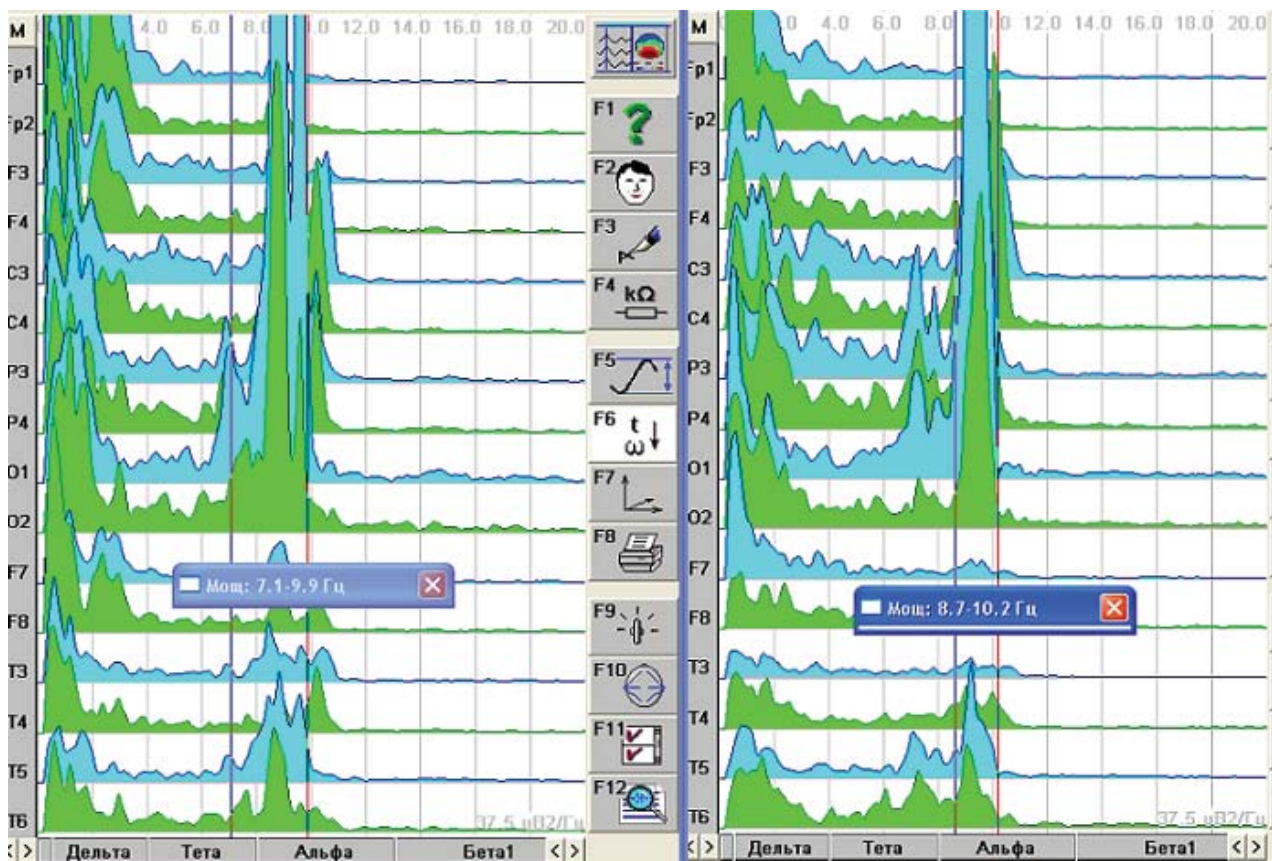 M 4.0 6.0 8.0 12.0 14.0 16.0 18.0 20.0
Fp1
Fp2
F3
F4
C3
C4
P3
P4
O1
O2
F7
F8
T3
T4
T5
T6
Мощ: 7.1-9.9 Гц
37.5 uB2/Гц
Дельта Тета Альфа Бета1
F1 ?
F2
F3
F4 kΩ
F5
F6 t ω
F7
F8
F9
F10
F11
F12
M 4.0 6.0 8.0 12.0 14.0 16.0 18.0 20.0
Fp1
Fp2
F3
F4
C3
C4
P3
P4
O1
O2
F7
F8
T3
T4
T5
T6
Мощ: 8.7-10.2 Гц
37.5 uB2/Гц
Дельта Тета Альфа Бета1